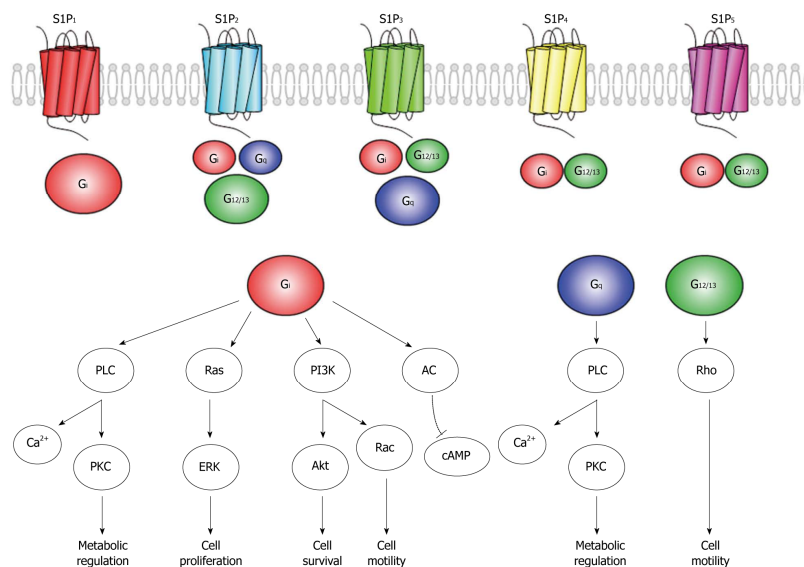 S1P₁ S1P₂ S1P₃ S1P₄ S1P₅
Gi Gq Gi G12/13
Gi Gi G12/13 Gi G12/13
G12/13 Gq
Gi Gq G12/13
PLC Ras PI3K AC PLC Rho
Ca²⁺ Rac cAMP Ca²⁺
PKC ERK Akt PKC
Metabolic Cell Cell Cell Metabolic Cell
regulation proliferation survival motility regulation motility